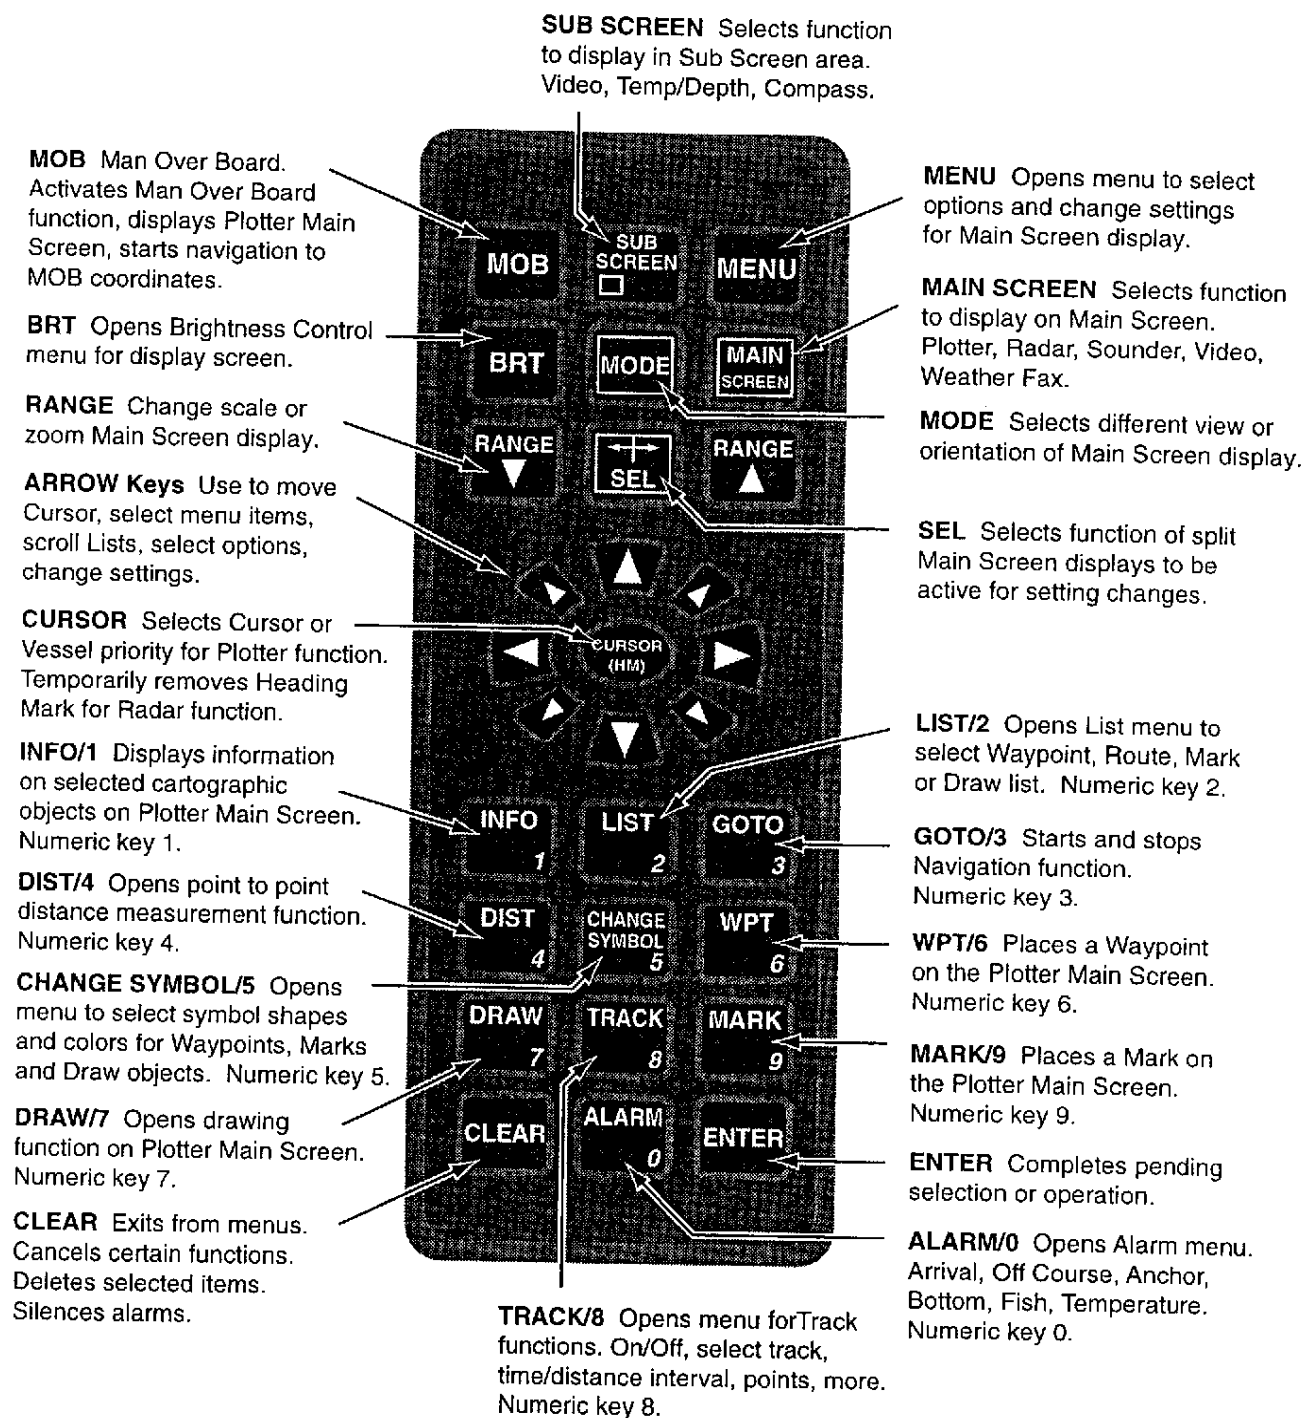 SUB SCREEN Selects function
to display in Sub Screen area.
Video, Temp/Depth, Compass.
MOB Man Over Board.
Activates Man Over Board
function, displays Plotter Main
Screen, starts navigation to
MOB coordinates.
BRT Opens Brightness Control
menu for display screen.
RANGE Change scale or
zoom Main Screen display.
ARROW Keys Use to move
Cursor, select menu items,
scroll Lists, select options,
change settings.
CURSOR Selects Cursor or
Vessel priority for Plotter function.
Temporarily removes Heading
Mark for Radar function.
INFO/1 Displays information
on selected cartographic
objects on Plotter Main Screen.
Numeric key 1.
DIST/4 Opens point to point
distance measurement function.
Numeric key 4.
CHANGE SYMBOL/5 Opens
menu to select symbol shapes
and colors for Waypoints, Marks
and Draw objects. Numeric key 5.
DRAW/7 Opens drawing
function on Plotter Main Screen.
Numeric key 7.
CLEAR Exits from menus.
Cancels certain functions.
Deletes selected items.
Silences alarms.
MOB
SUB
SCREEN
MENU
BRT
MODE
MAIN
SCREEN
RANGE
SEL
RANGE
CURSOR
(HM)
INFO
1
LIST
2
GOTO
3
DIST
4
CHANGE
SYMBOL
5
WPT
6
DRAW
7
TRACK
8
MARK
9
CLEAR
ALARM
0
ENTER
MENU Opens menu to select
options and change settings
for Main Screen display.
MAIN SCREEN Selects function
to display on Main Screen.
Plotter, Radar, Sounder, Video,
Weather Fax.
MODE Selects different view or
orientation of Main Screen display.
SEL Selects function of split
Main Screen displays to be
active for setting changes.
LIST/2 Opens List menu to
select Waypoint, Route, Mark
or Draw list. Numeric key 2.
GOTO/3 Starts and stops
Navigation function.
Numeric key 3.
WPT/6 Places a Waypoint
on the Plotter Main Screen.
Numeric key 6.
MARK/9 Places a Mark on
the Plotter Main Screen.
Numeric key 9.
ENTER Completes pending
selection or operation.
ALARM/0 Opens Alarm menu.
Arrival, Off Course, Anchor,
Bottom, Fish, Temperature.
Numeric key 0.
TRACK/8 Opens menu forTrack
functions. On/Off, select track,
time/distance interval, points, more.
Numeric key 8.